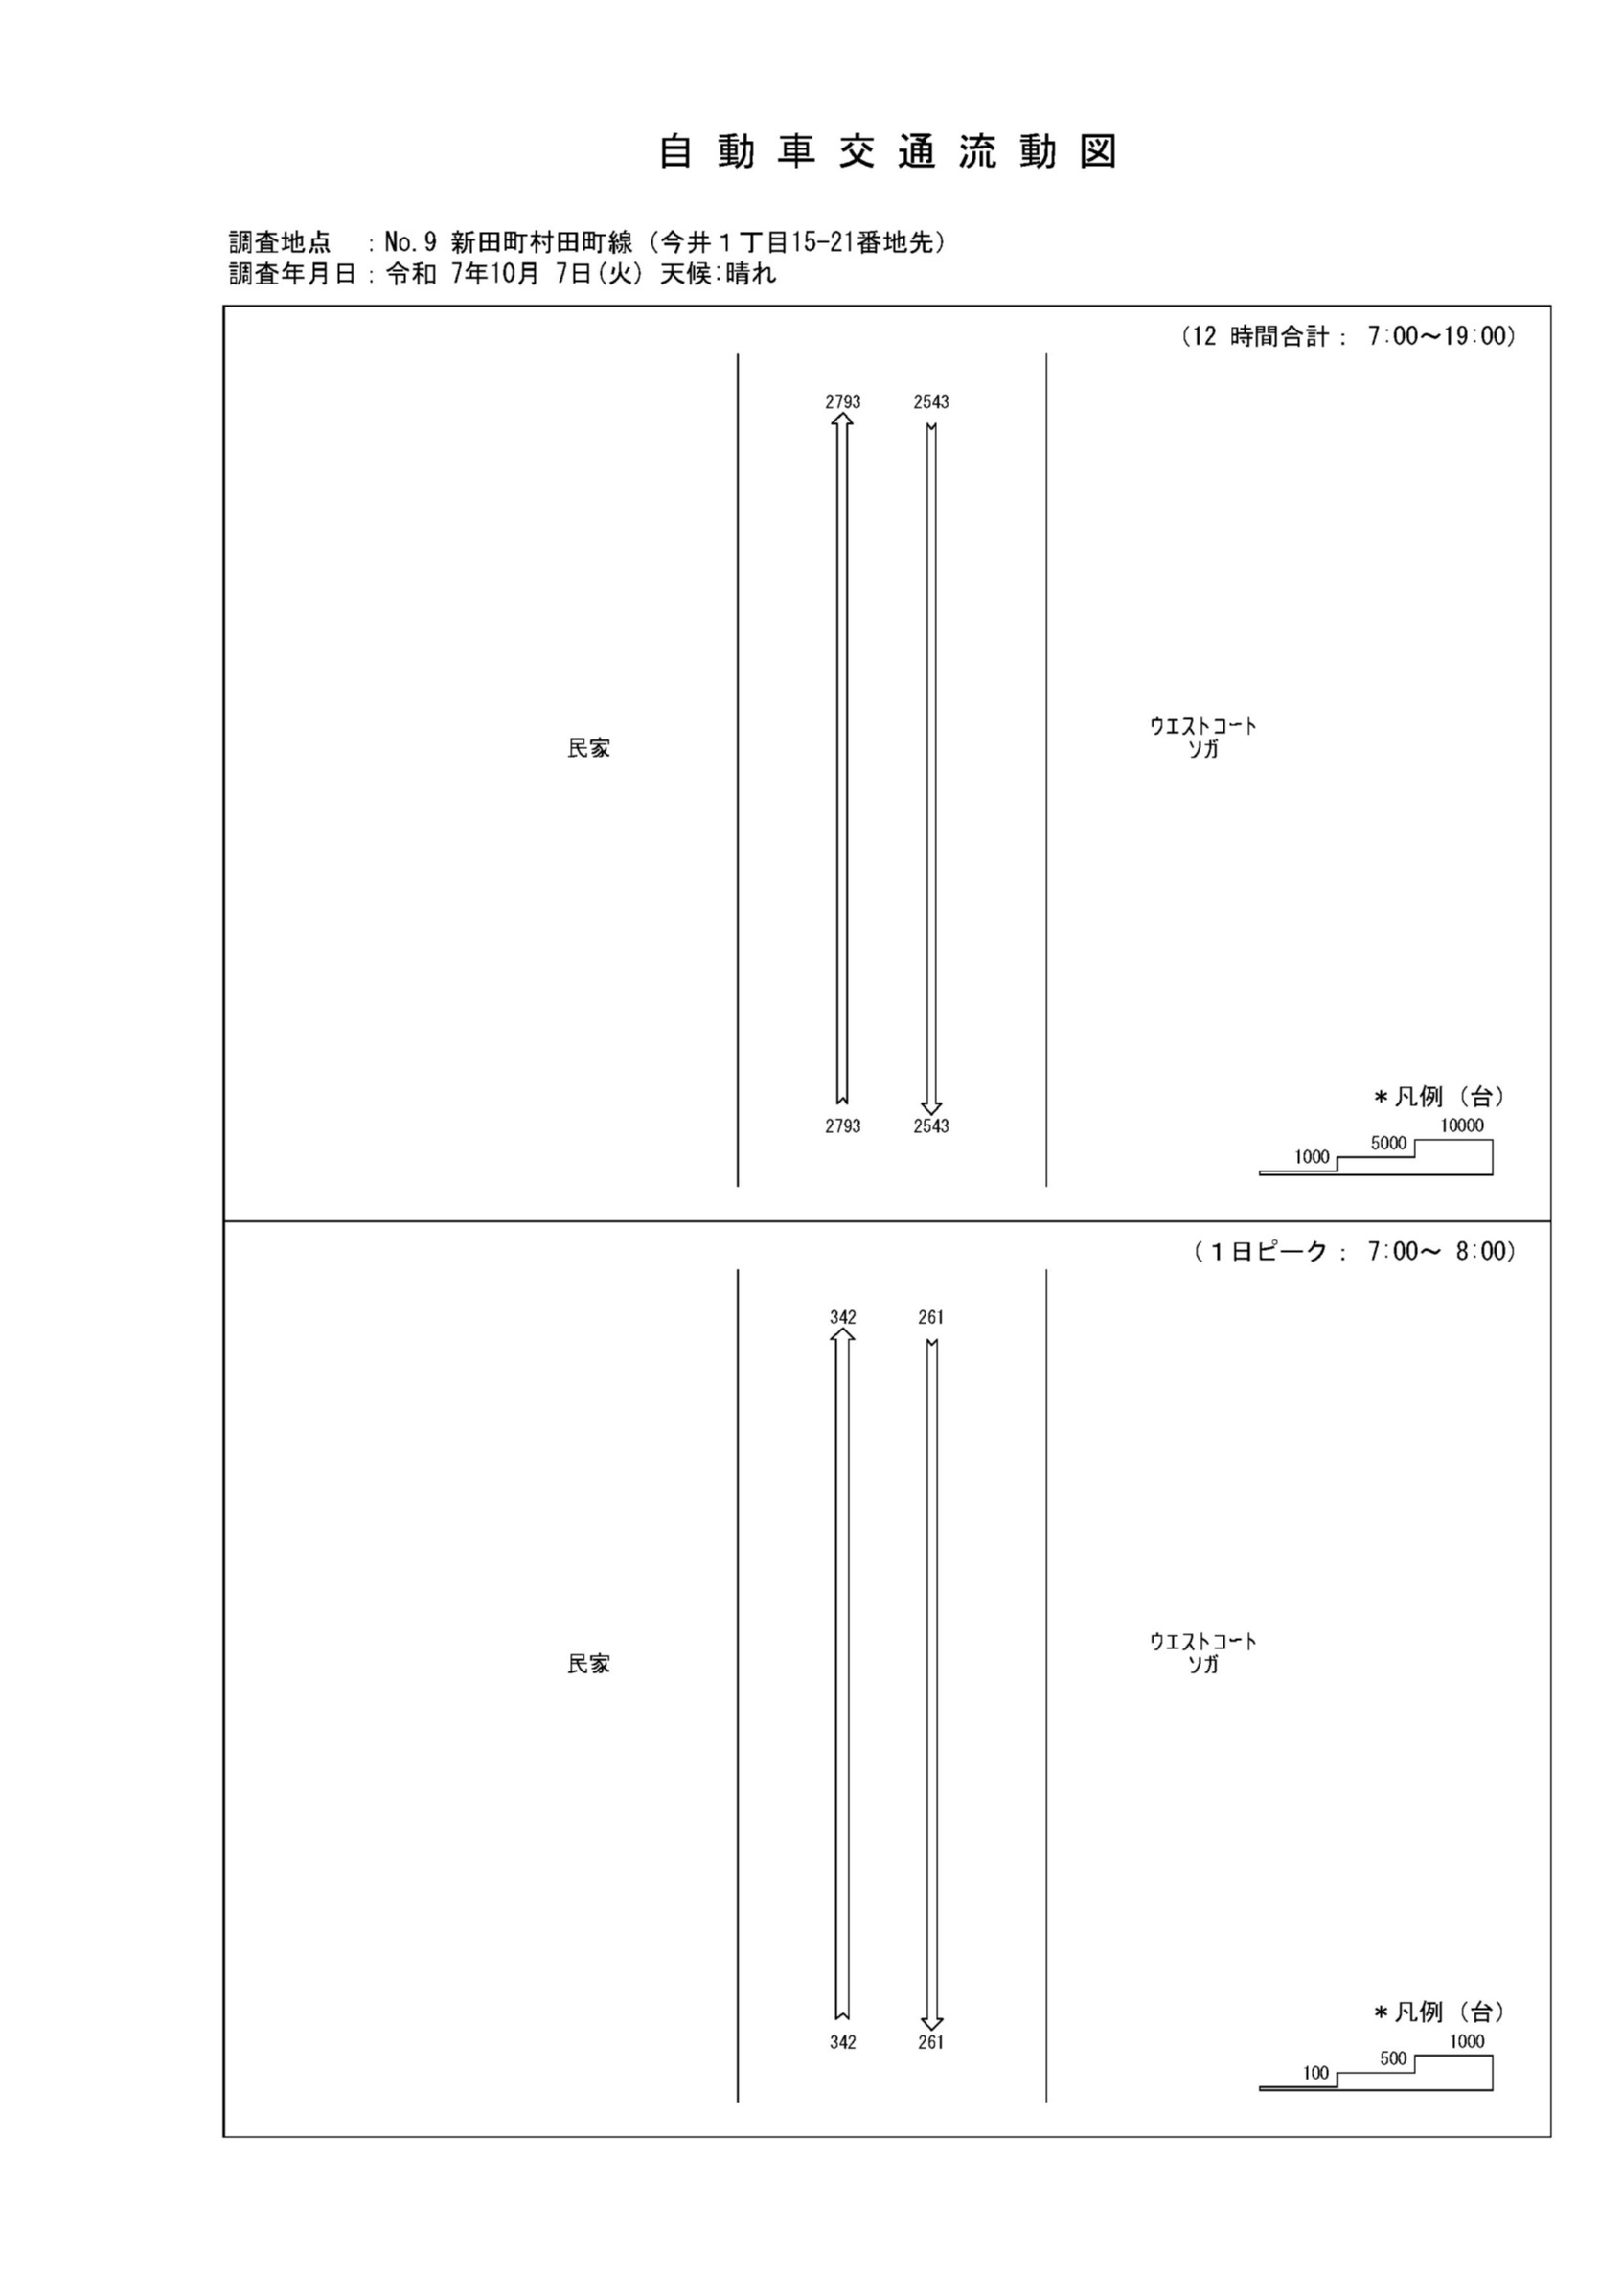 自動車交通流動図
調査地点　：No.9 新田町村田町線（今井１丁目15-21番地先）
調査年月日：令和 7年10月 7日(火) 天候:晴れ
(12 時間合計： 7:00～19:00)
2793 2543
民家
ｳｴｽﾄｺｰﾄ
ｿｶﾞ
2793 2543
＊凡例（台）
10000
5000
1000
(１日ピーク： 7:00～ 8:00)
342 261
民家
ｳｴｽﾄｺｰﾄ
ｿｶﾞ
342 261
＊凡例（台）
1000
500
100